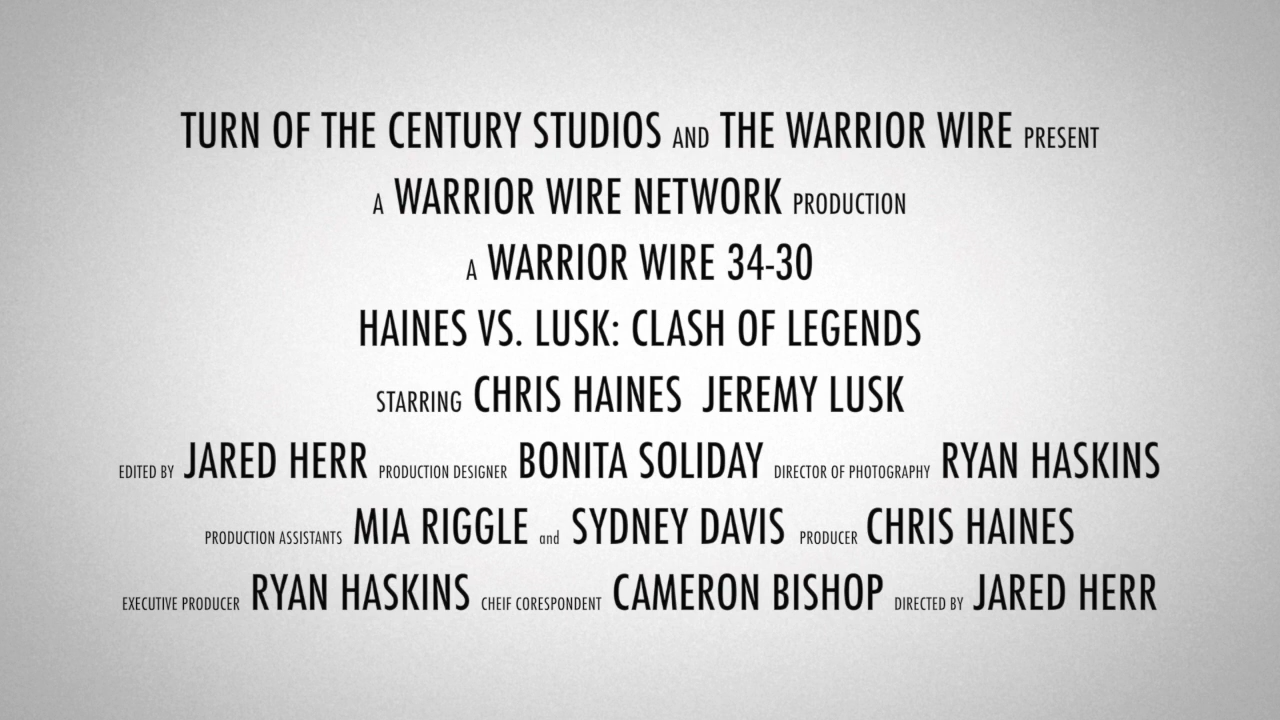 TURN OF THE CENTURY STUDIOS AND THE WARRIOR WIRE PRESENT
A WARRIOR WIRE NETWORK PRODUCTION
A WARRIOR WIRE 34-30
HAINES VS. LUSK: CLASH OF LEGENDS
STARRING CHRIS HAINES JEREMY LUSK
EDITED BY JARED HERR PRODUCTION DESIGNER BONITA SOLIDAY DIRECTOR OF PHOTOGRAPHY RYAN HASKINS
PRODUCTION ASSISTANTS MIA RIGGLE and SYDNEY DAVIS PRODUCER CHRIS HAINES
EXECUTIVE PRODUCER RYAN HASKINS CHEIF CORESPONDENT CAMERON BISHOP DIRECTED BY JARED HERR